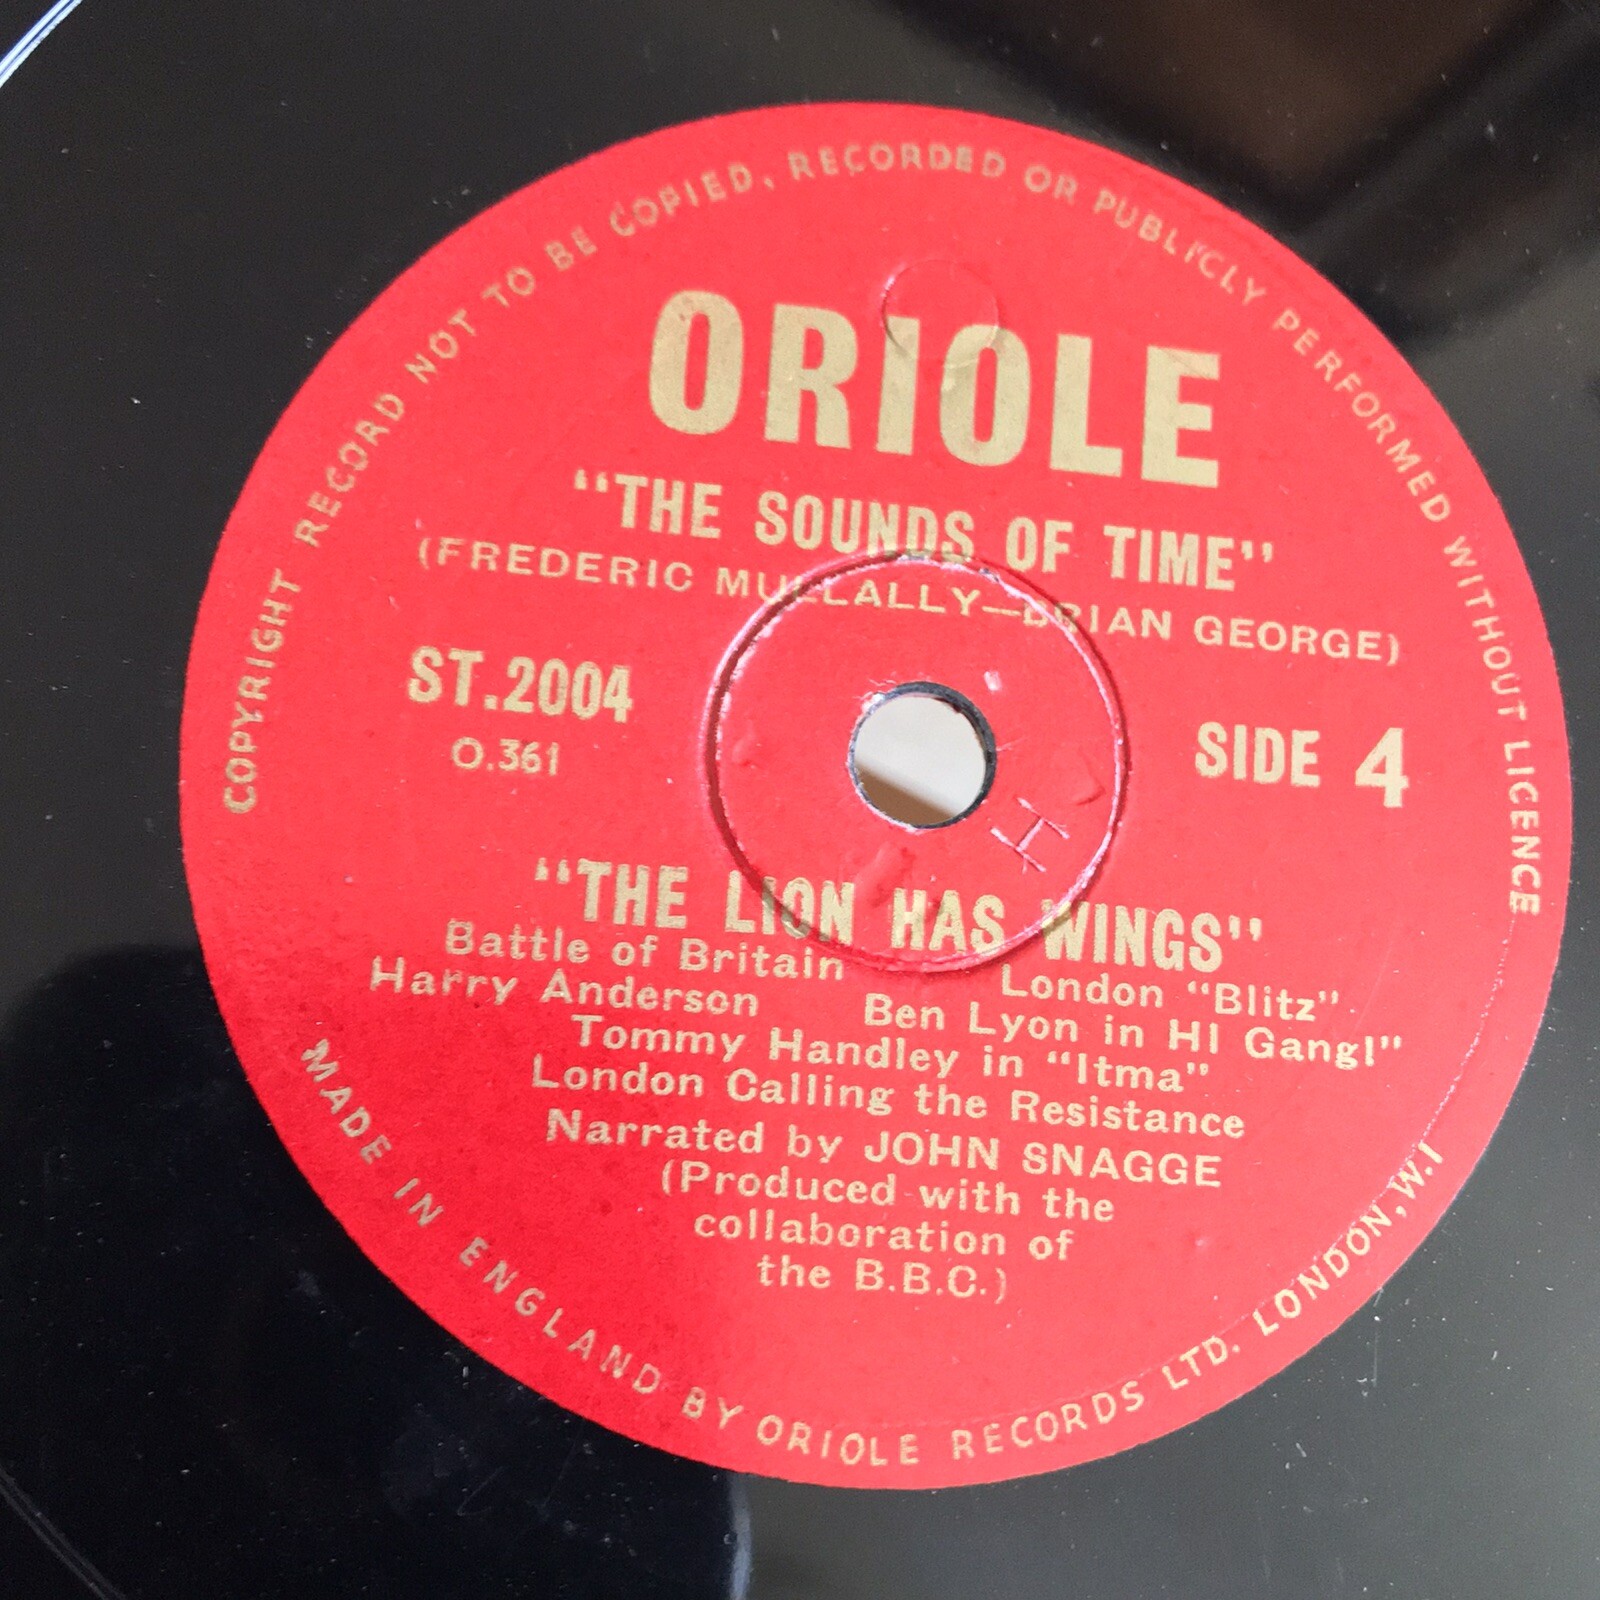 COPYRIGHT RECORD NOT TO BE COPIED, RECORDED OR PUBLICLY PERFORMED WITHOUT LICENCE
ORIOLE
"THE SOUNDS OF TIME"
(FREDERIC MULLALLY—BRIAN GEORGE)
ST.2004
O.361
SIDE 4
H
"THE LION HAS WINGS"
Battle of Britain London "Blitz"
Harry Anderson Ben Lyon in HI Gang!"
Tommy Handley in "Itma"
London Calling the Resistance
Narrated by JOHN SNAGGE
(Produced with the
collaboration of
the B.B.C.)
MADE IN ENGLAND BY ORIOLE RECORDS LTD. LONDON, W.1